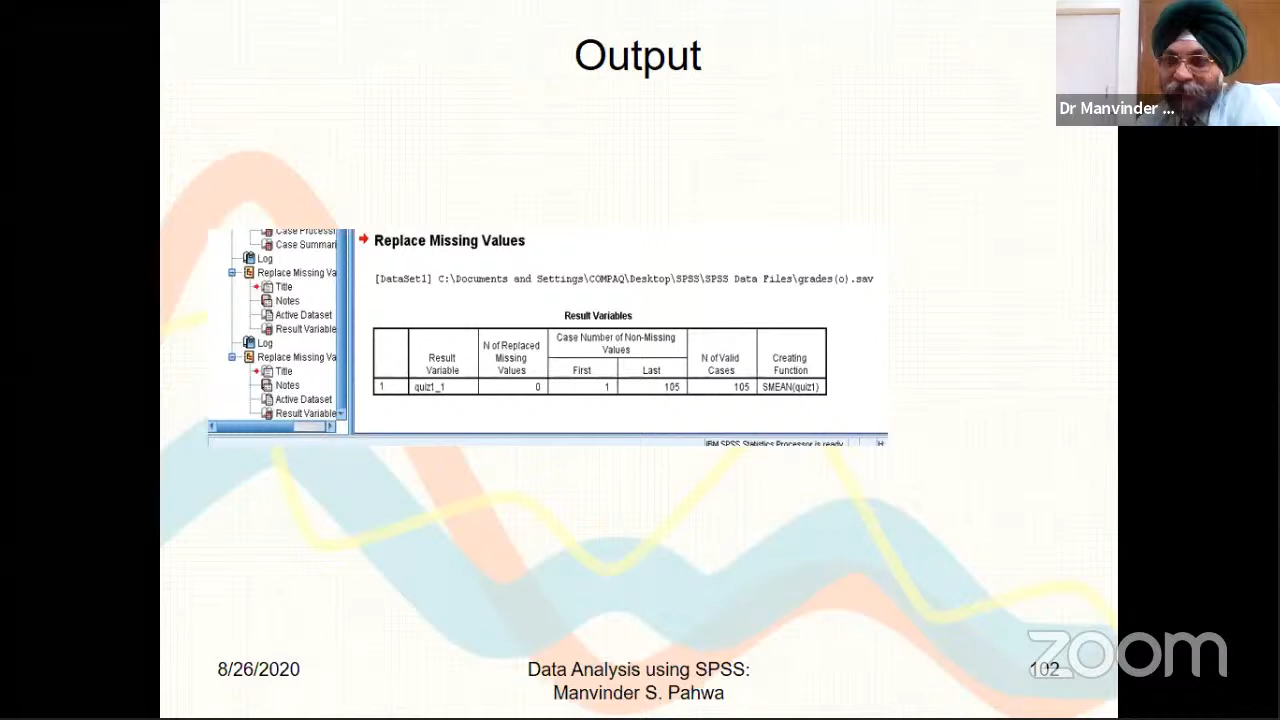 Output
Dr Manvinder ...
Case Processi
Case Summari
Log
Replace Missing Va
Title
Notes
Active Dataset
Result Variable
Log
Replace Missing Va
Title
Notes
Active Dataset
Result Variable
Replace Missing Values
[DataSet1] C:\Documents and Settings\COMPAQ\Desktop\SPSS\SPSS Data Files\grades(o).sav
Result Variables
Result Variable
N of Replaced Missing Values
Case Number of Non-Missing Values
First
Last
N of Valid Cases
Creating Function
1 quiz1_1 0 1 105 105 SMEAN(quiz1)
IBM SPSS Statistics Processor is ready
H:
8/26/2020
Data Analysis using SPSS:
Manvinder S. Pahwa
102
zoom